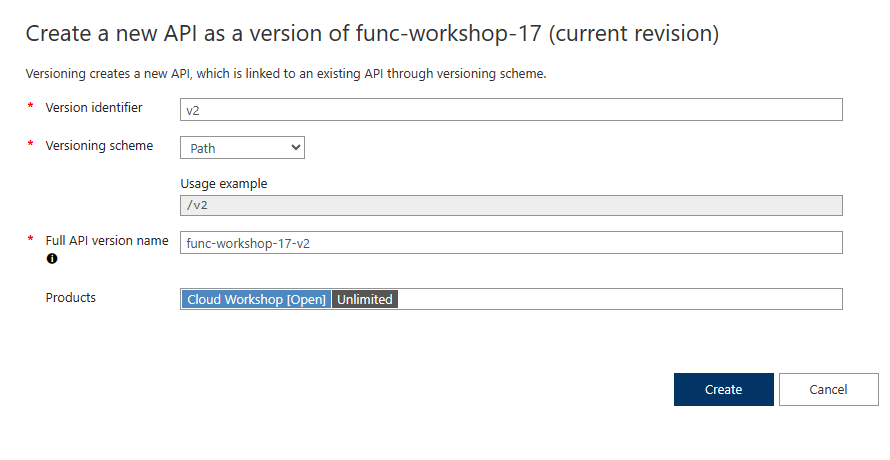 Create a new API as a version of func-workshop-17 (current revision)
Versioning creates a new API, which is linked to an existing API through versioning scheme.
* Version identifier v2
* Versioning scheme Path
Usage example
/v2
* Full API version name func-workshop-17-v2
Products Cloud Workshop [Open] Unlimited
Create Cancel